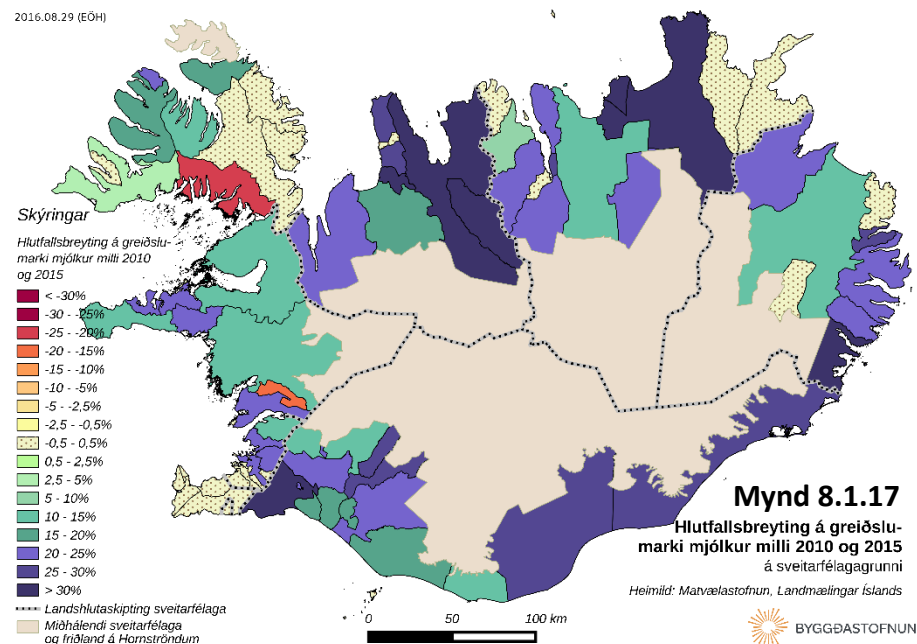 2016.08.29 (EÖH)
Skýringar
Hlutfallsbreyting á greiðslu-
marki mjólkur milli 2010
og 2015
< -30%
-30 - -25%
-25 - -20%
-20 - -15%
-15 - -10%
-10 - -5%
-5 - -2,5%
-2,5 - -0,5%
-0,5 - 0,5%
0,5 - 2,5%
2,5 - 5%
5 - 10%
10 - 15%
15 - 20%
20 - 25%
25 - 30%
> 30%
Landshlutaskipting sveitarfélaga
Miðhálendi sveitarfélaga
og friðland á Hornströndum
0 50 100 km
Mynd 8.1.17
Hlutfallsbreyting á greiðslu-
marki mjólkur milli 2010 og 2015
á sveitarfélagagrunni
Heimild: Matvælastofnun, Landmælingar Íslands
BYGGÐASTOFNUN